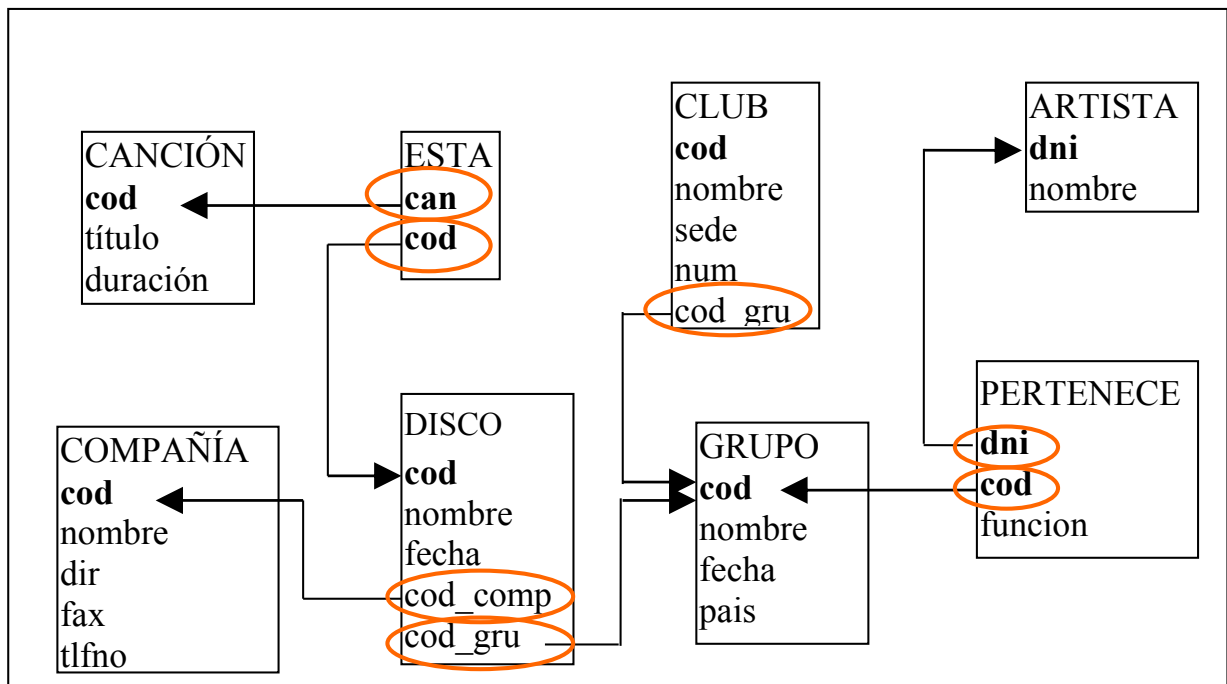 CANCIÓN
cod
título
duración
ESTA
can
cod
CLUB
cod
nombre
sede
num
cod_gru
ARTISTA
dni
nombre
COMPAÑÍA
cod
nombre
dir
fax
tlfno
DISCO
cod
nombre
fecha
cod_comp
cod_gru
GRUPO
cod
nombre
fecha
pais
PERTENECE
dni
cod
funcion